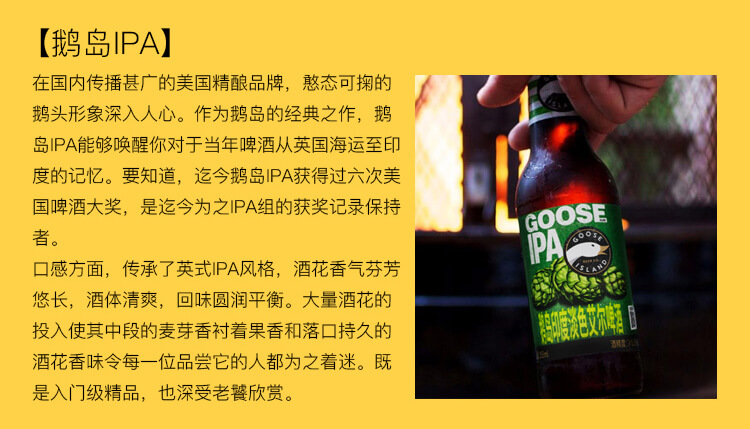 【鹅岛IPA】
在国内传播甚广的美国精酿品牌，憨态可掬的
鹅头形象深入人心。作为鹅岛的经典之作，鹅
岛IPA能够唤醒你对于当年啤酒从英国海运至印
度的记忆。要知道，迄今鹅岛IPA获得过六次美
国啤酒大奖，是迄今为之IPA组的获奖记录保持
者。
口感方面，传承了英式IPA风格，酒花香气芬芳
悠长，酒体清爽，回味圆润平衡。大量酒花的
投入使其中段的麦芽香衬着果香和落口持久的
酒花香味令每一位品尝它的人都为之着迷。既
是入门级精品，也深受老饕欣赏。
GOOSE
ISLAND
GOOSE
IPA
GOOSE
BEER CO.
ISLAND
鹅岛印度淡色艾尔啤酒